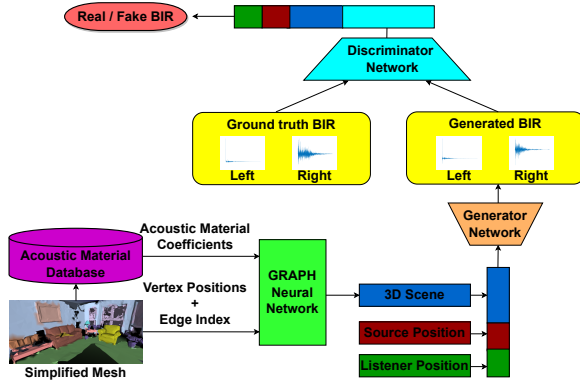 Real / Fake BIR
Discriminator
Network
Ground truth BIR
Left
Right
Generated BIR
Left
Right
Generator
Network
Acoustic Material
Coefficients
Acoustic Material
Database
Vertex Positions
+
Edge Index
GRAPH
Neural
Network
3D Scene
Source Position
Listener Position
Simplified Mesh